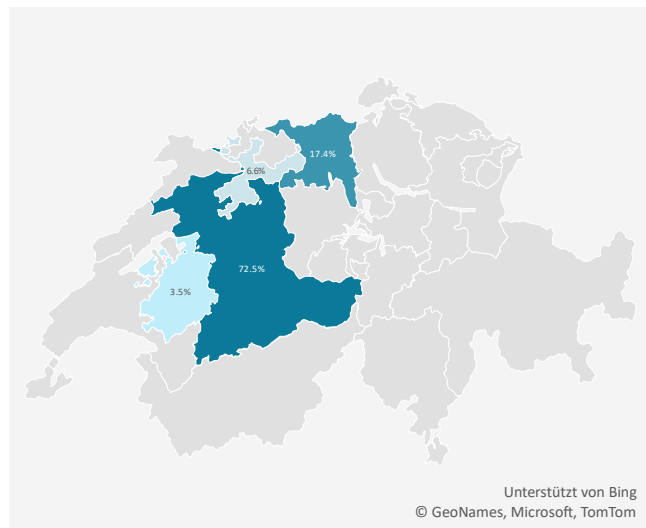 17.4%
6.6%
72.5%
3.5%
Unterstützt von Bing
© GeoNames, Microsoft, TomTom